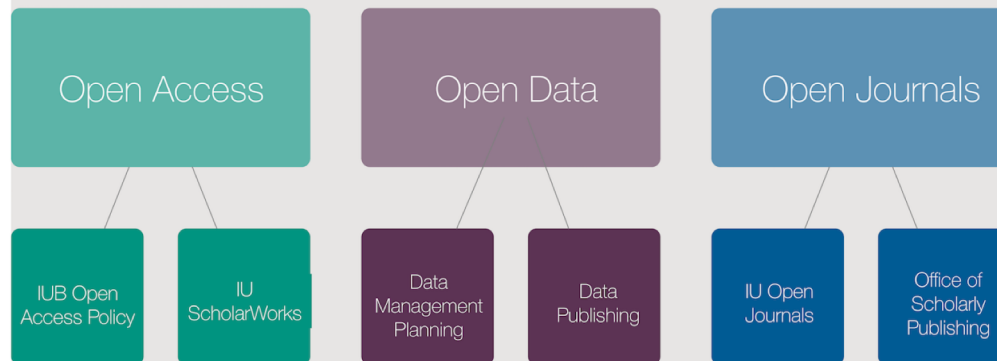 Open Access
Open Data
Open Journals
IUB Open
Access Policy
IU
ScholarWorks
Data
Management
Planning
Data
Publishing
IU Open
Journals
Office of
Scholarly
Publishing